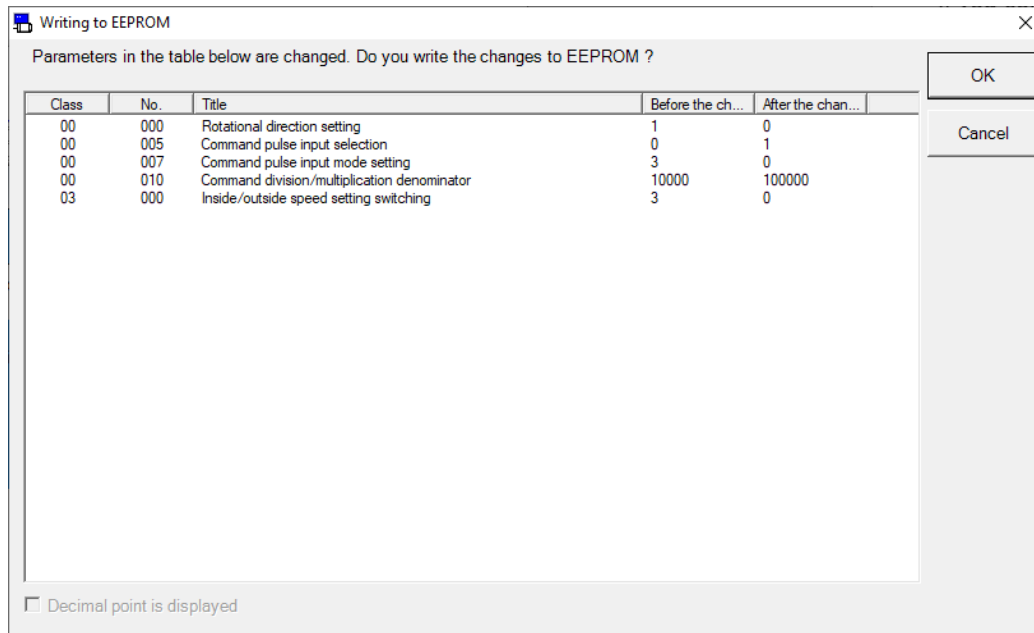 Writing to EEPROM
Parameters in the table below are changed. Do you write the changes to EEPROM ?
OK
Cancel
Class No. Title Before the ch... After the chan...
00 000 Rotational direction setting 1 0
00 005 Command pulse input selection 0 1
00 007 Command pulse input mode setting 3 0
00 010 Command division/multiplication denominator 10000 100000
03 000 Inside/outside speed setting switching 3 0
Decimal point is displayed